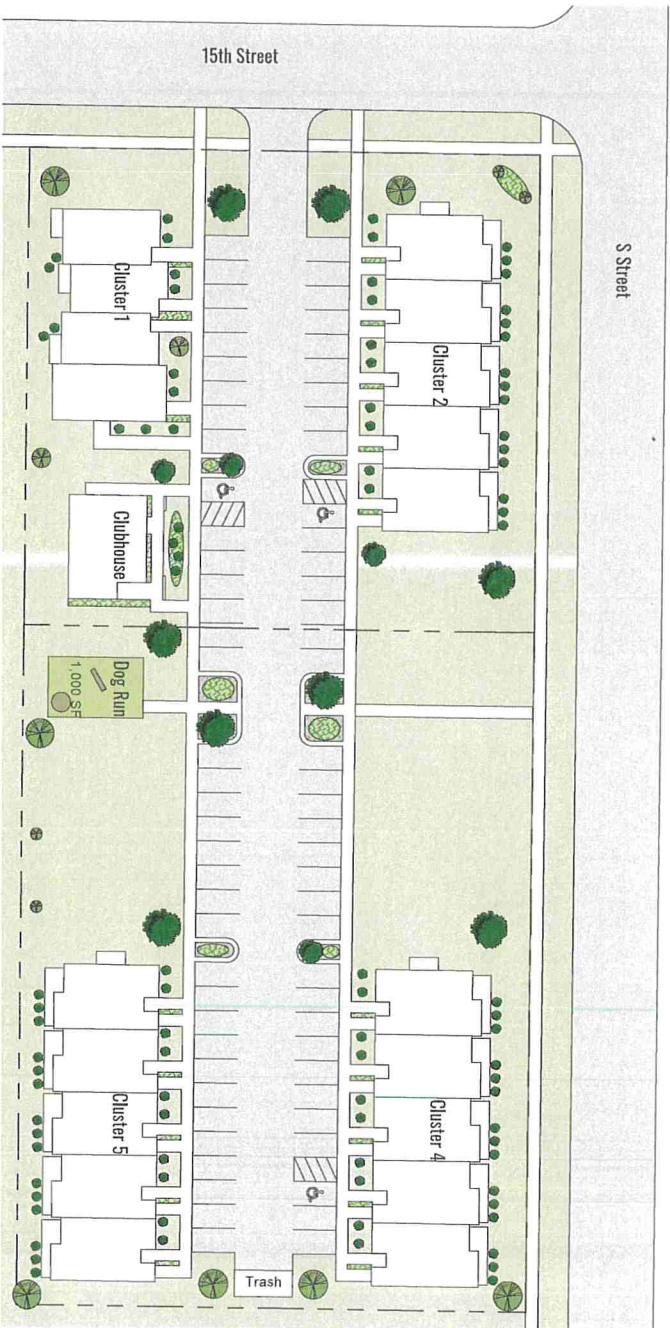 15th Street
S Street
Cluster 1
Cluster 2
Clubhouse
Dog Run
1,000 SF
Cluster 4
Cluster 5
Trash